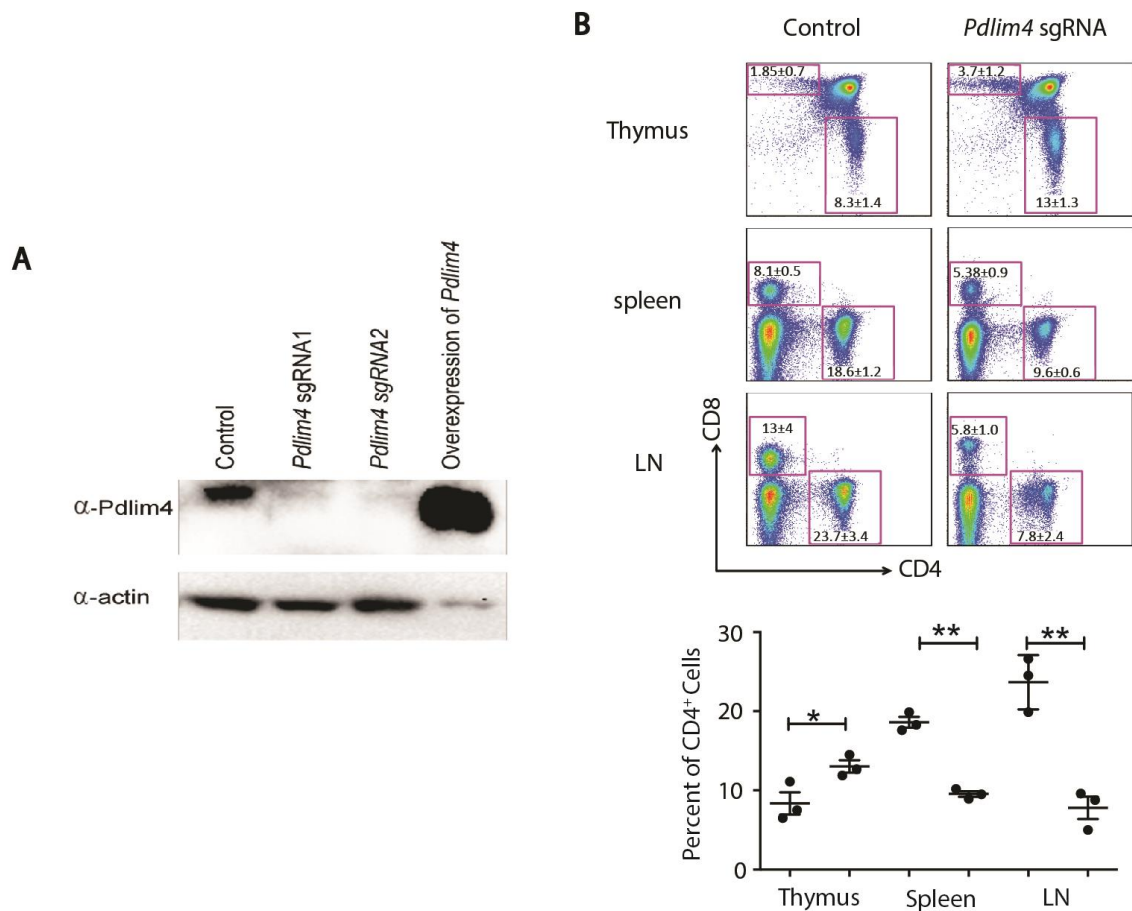 A
Control
Pdlim4 sgRNA1
Pdlim4 sgRNA2
Overexpression of Pdlim4
α-Pdlim4
α-actin
B
Control
Pdlim4 sgRNA
Thymus
1.85±0.7
8.3±1.4
3.7±1.2
13±1.3
spleen
8.1±0.5
18.6±1.2
5.38±0.9
9.6±0.6
LN
13±4
23.7±3.4
5.8±1.0
7.8±2.4
CD8
CD4
Percent of CD4⁺ Cells
30
20
10
0
*
**
**
Thymus
Spleen
LN